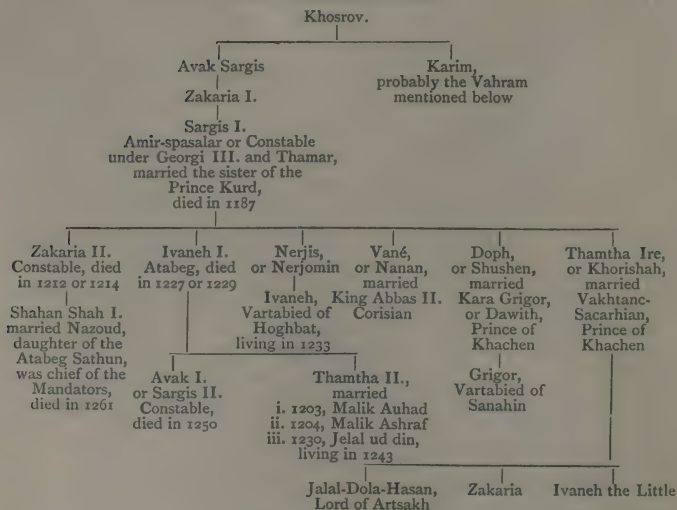 Khosrov.
Avak Sargis
Karim,
probably the Vahram
mentioned below
Zakaria I.
Sargis I.
Amir-spasalar or Constable
under Georgi III. and Thamar,
married the sister of the
Prince Kurd,
died in 1187
Zakaria II.
Constable, died
in 1212 or 1214
Shahan Shah I.
married Nazoud,
daughter of the
Atabeg Sathun,
was chief of the
Mandators,
died in 1261
Ivaneh I.
Atabeg, died
in 1227 or 1229
Nerjis,
or Nerjomin
Ivaneh,
Vartabied of
Hoghbat,
living in 1233
Vané,
or Nanan,
married
King Abbas II.
Corisian
Doph,
or Shushen,
married
Kara Grigor,
or Dawith,
Prince of
Khachen
Grigor,
Vartabied of
Sanahin
Thamtha Ire,
or Khorishah,
married
Vakhtanc-
Sacarhian,
Prince of
Khachen
Avak I.
or Sargis II.
Constable,
died in 1250
Thamtha II.,
married
i. 1203, Malik Auhad
ii. 1204, Malik Ashraf
iii. 1230, Jelal ud din,
living in 1243
Jalal-Dola-Hasan,
Lord of Artsakh
Zakaria
Ivaneh the Little